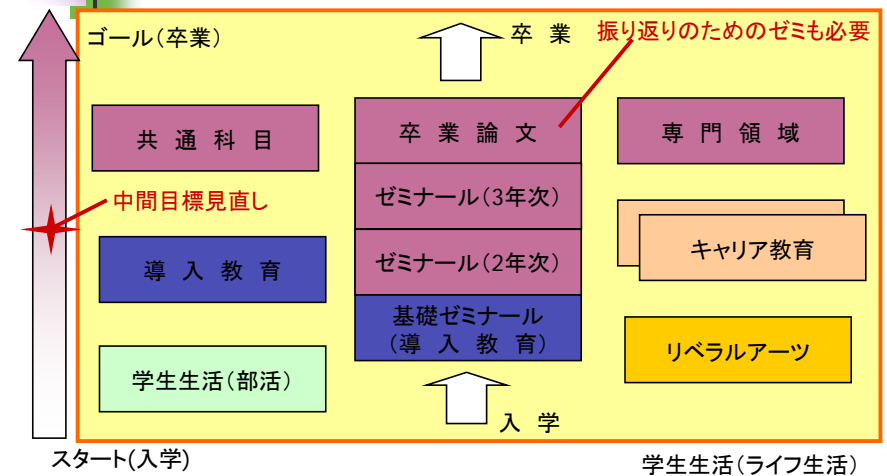 ゴール(卒業)
卒 業
振り返りのためのゼミも必要
共 通 科 目
卒 業 論 文
専 門 領 域
中間目標見直し
ゼミナール(3年次)
導 入 教 育
ゼミナール(2年次)
キャリア教育
基礎ゼミナール
(導 入 教 育)
リベラルアーツ
学生生活(部活)
入 学
スタート(入学)
学生生活(ライフ生活)